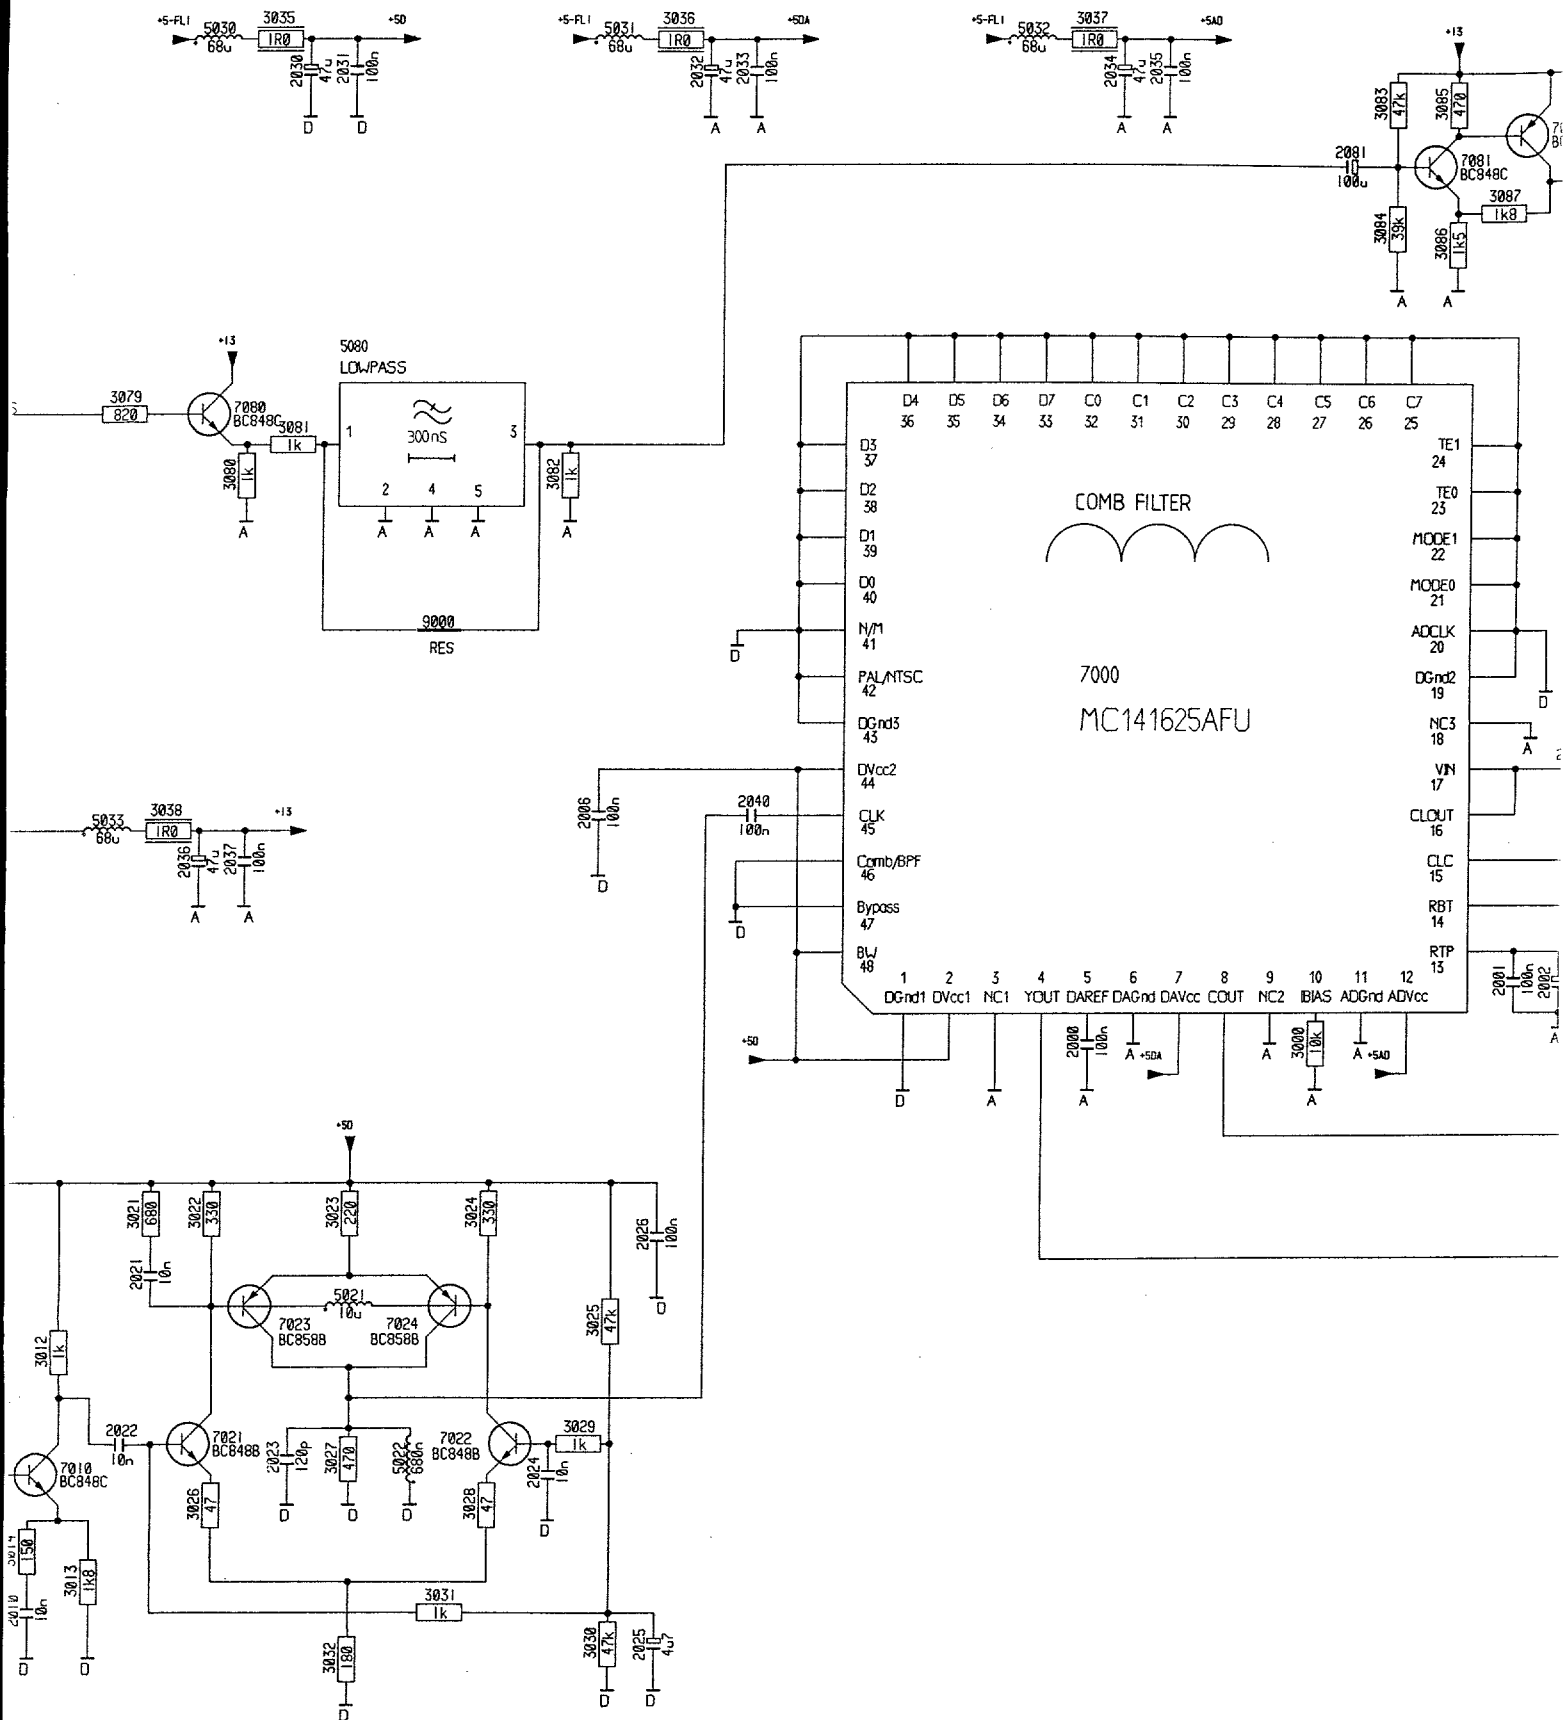 +5-FLI 5030 68u 3035 1R0 +5D
2030 47u 2031 100n
D D
+5-FLI 5031 68u 3036 1R0 +5DA
2032 47u 2033 100n
A A
+5-FLI 5032 68u 3037 1R0 +5AD
2034 47u 2035 100n
A A
+13
3083 47k 3085 470
2081 100u
7081 BC848C
3087 1k8
3084 39k 3086 1k5
A A
+13
3079 820
7080 BC848C
3081 1k
3080 1k
A
5080
LOWPASS
1 300nS 3
2 4 5
A A A
3082 1k
A
9000
RES
D4 D5 D6 D7 C0 C1 C2 C3 C4 C5 C6 C7
36 35 34 33 32 31 30 29 28 27 26 25
D3
37
D2
38
D1
39
D0
40
N/M
41
PAL/NTSC
42
DGnd3
43
DVcc2
44
CLK
45
Comb/BPF
46
Bypass
47
BW
48
COMB FILTER
7000
MC141625AFU
TE1
24
TE0
23
MODE1
22
MODE0
21
ADCLK
20
DGnd2
19
NC3
18
VIN
17
CLOUT
16
CLC
15
RBT
14
RTP
13
1 2 3 4 5 6 7 8 9 10 11 12
DGnd1 DVcc1 NC1 YOUT DAREF DAGnd DAVcc COUT NC2 IBIAS ADGnd ADVcc
D
D
A
2006 100n
D
2040 100n
D
2001 100n 2002
A
+5D
2000 100n
A +5DA
A
3000 10k
A +5AD
D A A A
5033 68u 3038 1R0 +13
2036 47u 2037 100n
A A
+5D
3021 680 3022 330 3023 220 3024 330
2021 10n
2026 100n
D
7023 BC858B
5021 10u
7024 BC858B
3025 47k
3012 1k
2022 10n
7021 BC848B
2023 120p
3027 470
5022 680n
7022 BC848B
3029 1k
2024 10n
7010 BC848C
3026 47
D D D
3028 47
D
150
3013 1k8
2010 10n
D D
3031 1k
3032 180
D
3030 47k
2025 4u7
D D